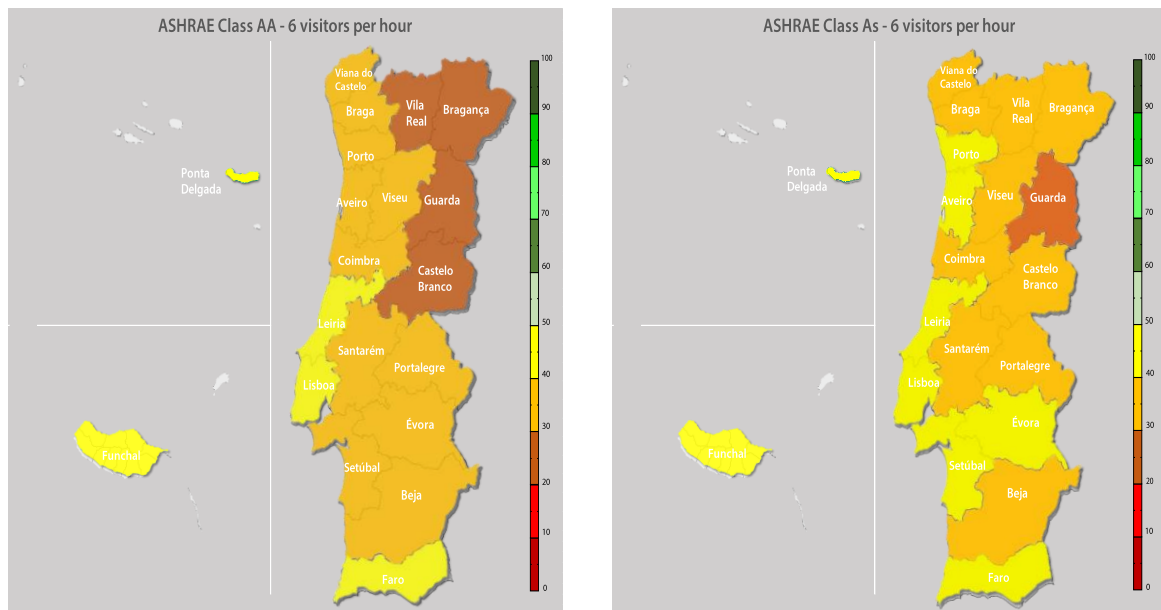 ASHRAE Class AA - 6 visitors per hour
Viana do
Castelo
Braga
Vila
Real
Bragança
Porto
Ponta
Delgada
Aveiro
Viseu
Guarda
Coimbra
Castelo
Branco
Leiria
Santarém
Portalegre
Lisboa
Évora
Funchal
Setúbal
Beja
Faro
100
90
80
70
60
50
40
30
20
10
0
ASHRAE Class As - 6 visitors per hour
Viana do
Castelo
Braga
Vila
Real
Bragança
Porto
Ponta
Delgada
Aveiro
Viseu
Guarda
Coimbra
Castelo
Branco
Leiria
Santarém
Portalegre
Lisboa
Évora
Funchal
Setúbal
Beja
Faro
100
90
80
70
60
50
40
30
20
10
0